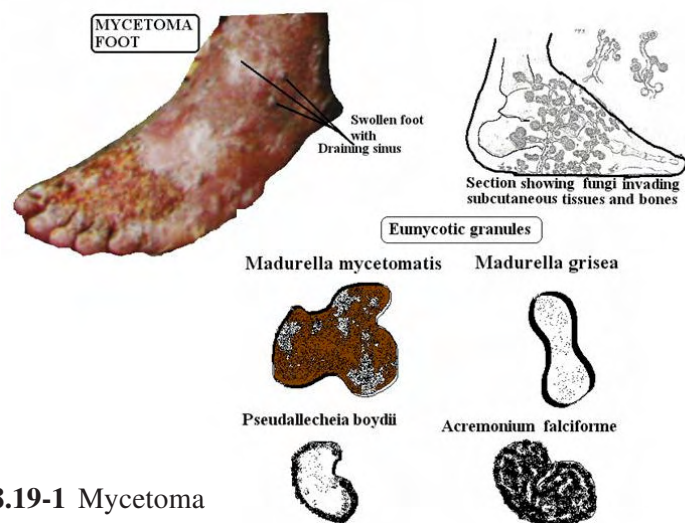 MYCETOMA
FOOT
Swollen foot
with
Draining sinus
Section showing fungi invading
subcutaneous tissues and bones
Eumycotic granules
Madurella mycetomatis
Madurella grisea
Pseudallecheia boydii
Acremonium falciforme
.19-1 Mycetoma